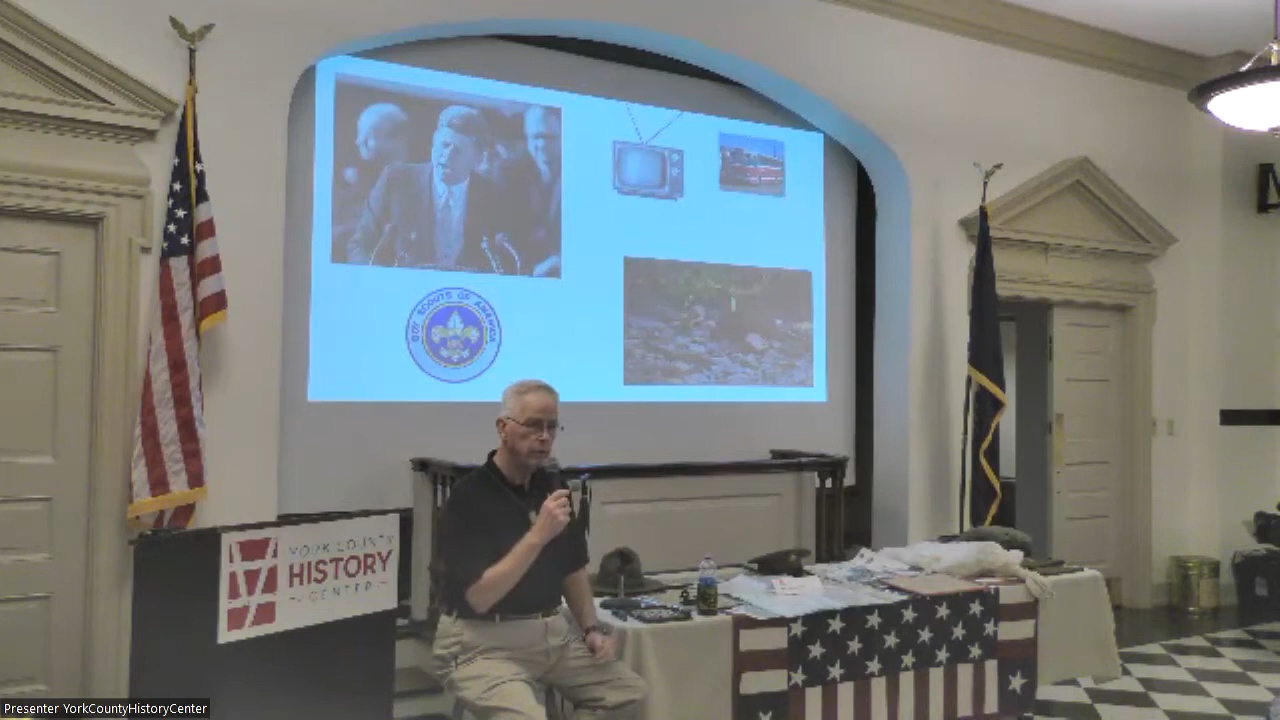 BOY SCOUTS OF AMERICA
YORK COUNTY
HISTORY
CENTER
Presenter YorkCountyHistoryCenter